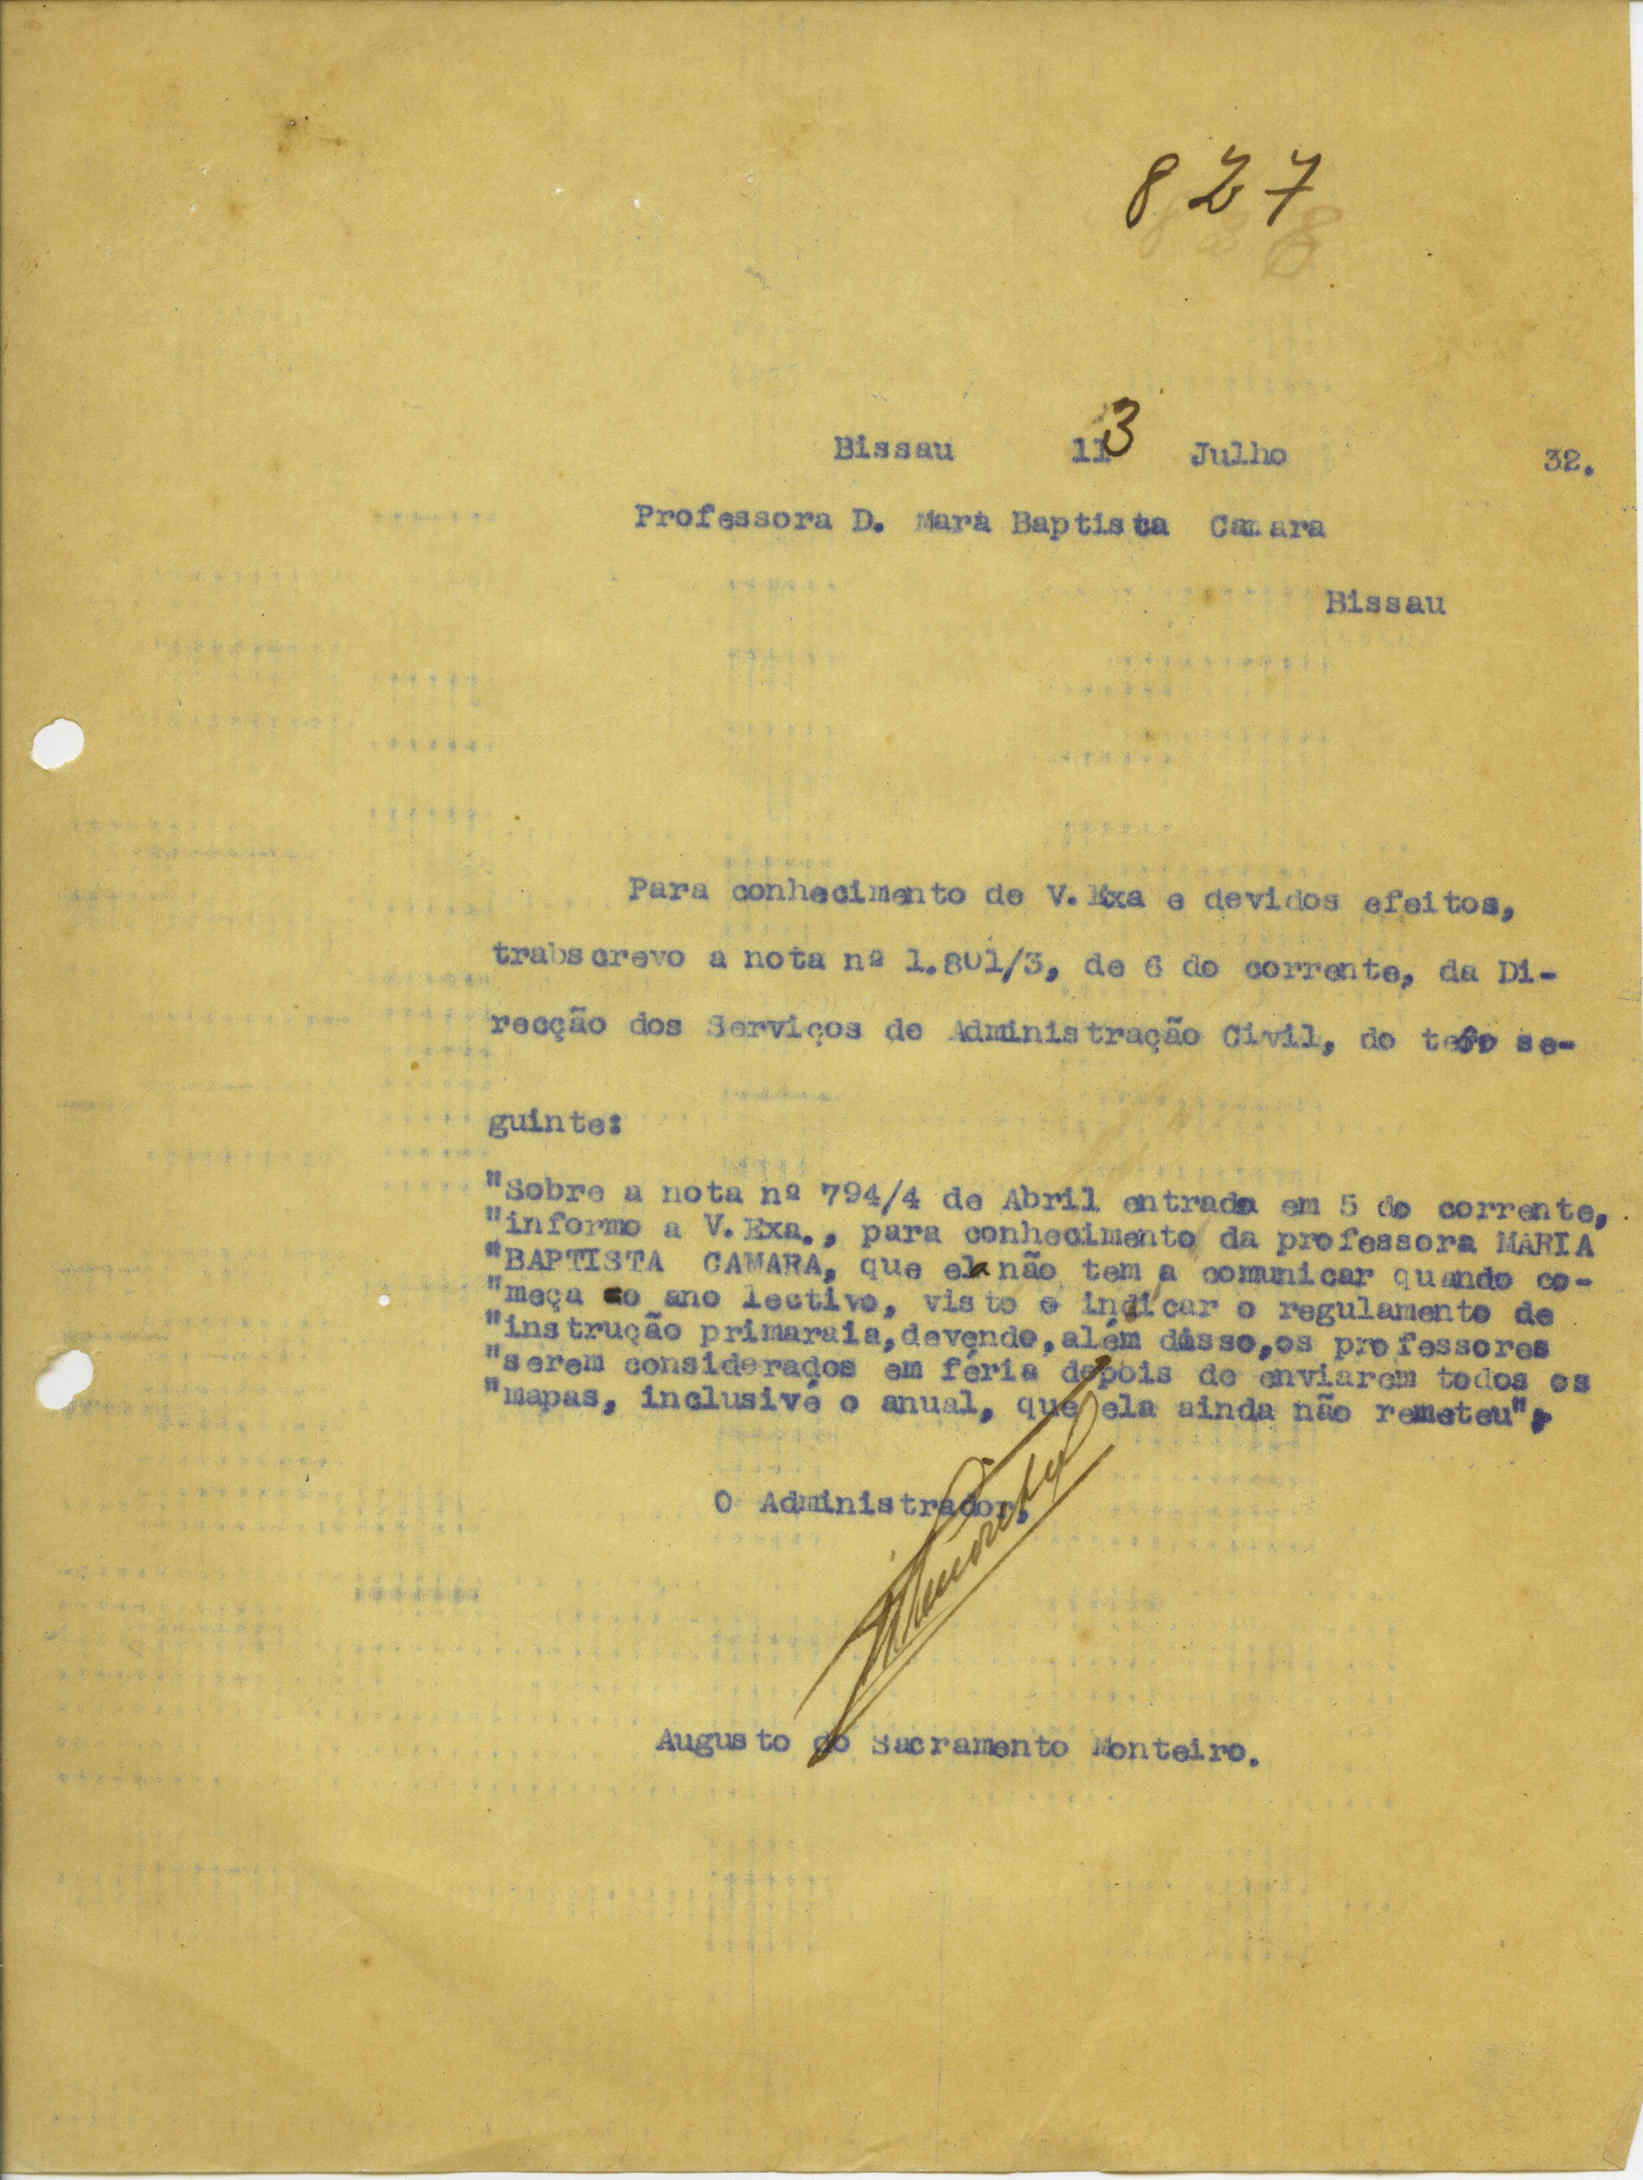 827
Bissau 13 Julho 32.
Professora D. Mara Baptista Camara
Bissau
Para conhecimento de V. Exa e devidos efeitos,
trabscrevo a nota nº 1.801/3, de 6 do corrente, da Di-
recção dos Serviços de Administração Civil, do teor se-
guinte:
"Sobre a nota nº 794/4 de Abril entrada em 5 do corrente,
"informo a V. Exa., para conhecimento da professora MARIA
"BAPTISTA CAMARA, que ela não tem a comunicar quando co-
"meça o ano lectivo, visto o indicar o regulamento de
"instrução primaraia, devendo, além disso, os professores
"serem considerados em féria depois de enviarem todos os
"mapas, inclusivé o anual, que ela ainda não remeteu".
O Administrador,
Augusto do Sacramento Monteiro.